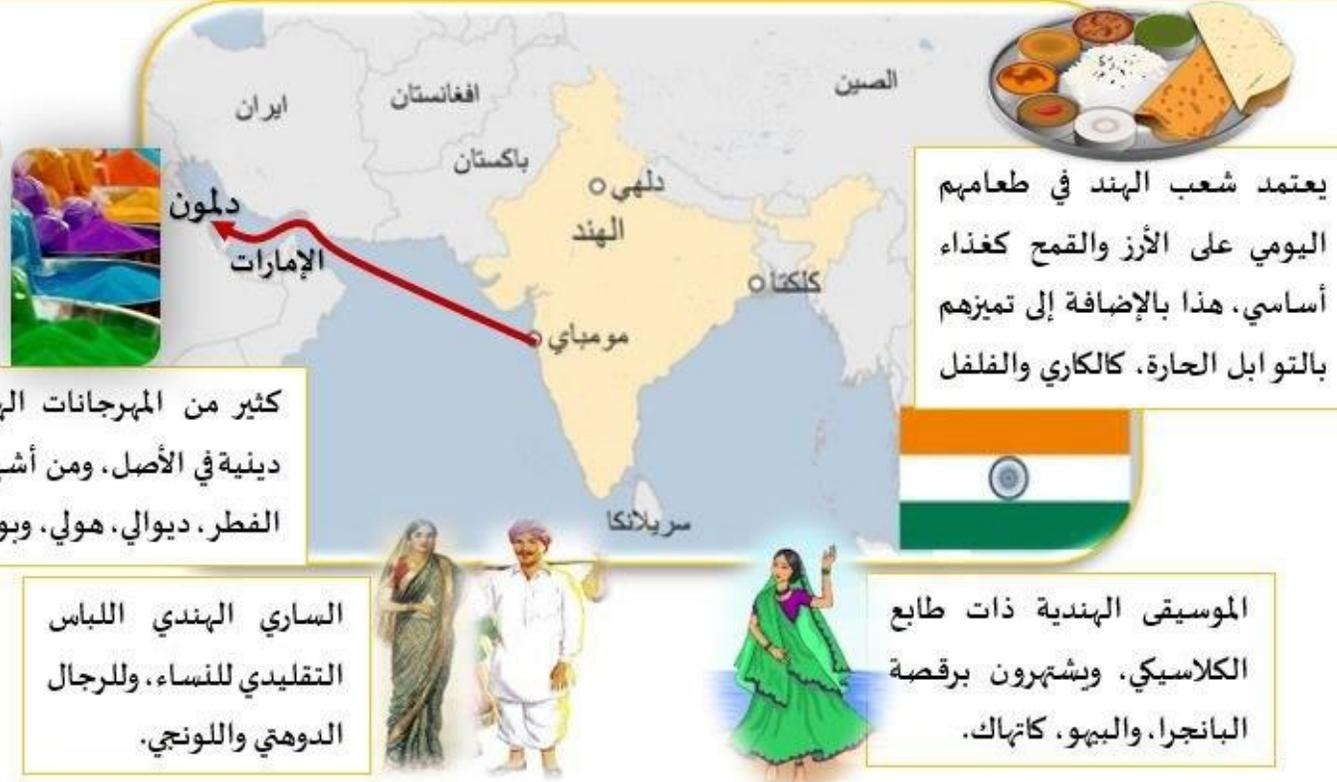 الصين
افغانستان
ايران
باكستان
دلهي
دلمون
الهند
الإمارات
كلكتا
مومباي
سريلانكا
يعتمد شعب الهند في طعامهم
اليومي على الأرز والقمح كغذاء
أساسي، هذا بالإضافة إلى تميزهم
بالتوابل الحارة، كالكاري والفلفل
كثير من المهرجانات
دينية في الأصل، ومن
الفطر، ديوالي، هولي،
الموسيقى الهندية ذات طابع
الكلاسيكي، ويشتهرون برقصة
البانجرا، والبيهو، كاتهاك.
الساري الهندي اللباس
التقليدي للنساء، وللرجال
الدوهتي واللونجي.